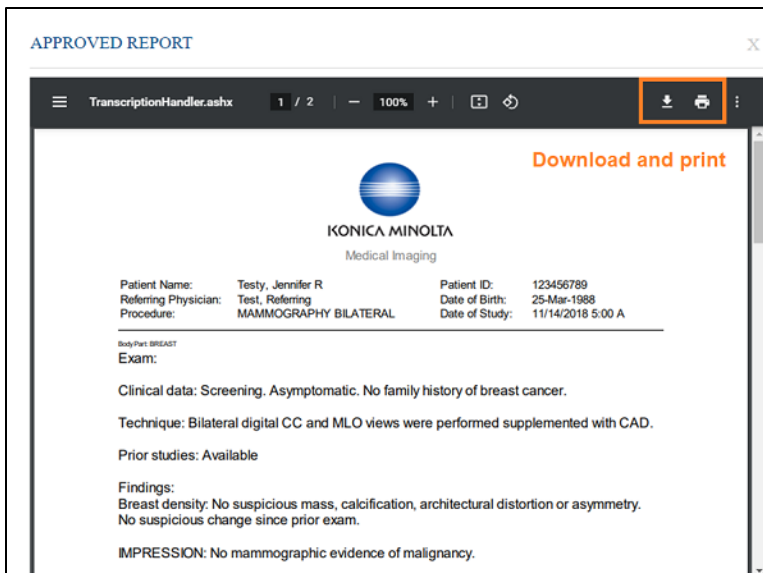 APPROVED REPORT X
TranscriptionHandler.ashx 1 / 2 | − 100% + |
Download and print
KONICA MINOLTA
Medical Imaging
Patient Name: Testy, Jennifer R Patient ID: 123456789
Referring Physician: Test, Referring Date of Birth: 25-Mar-1988
Procedure: MAMMOGRAPHY BILATERAL Date of Study: 11/14/2018 5:00 A
BodyPart: BREAST
Exam:
Clinical data: Screening. Asymptomatic. No family history of breast cancer.
Technique: Bilateral digital CC and MLO views were performed supplemented with CAD.
Prior studies: Available
Findings:
Breast density: No suspicious mass, calcification, architectural distortion or asymmetry.
No suspicious change since prior exam.
IMPRESSION: No mammographic evidence of malignancy.